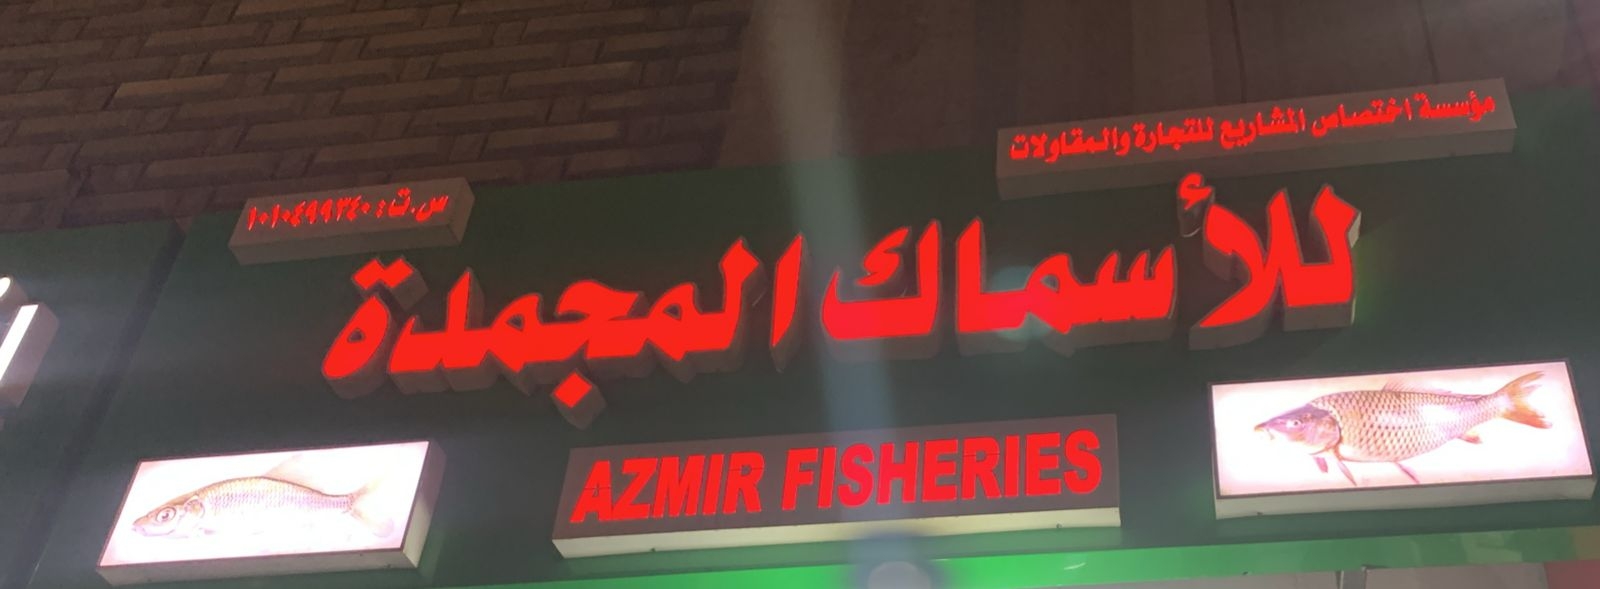 مؤسسة اختصاص المشاريع للتجارة والمقاولات
س.ت: ١٠١٠٤٩٩٣٤٠
للأسماك المجمدة
AZMIR FISHERIES